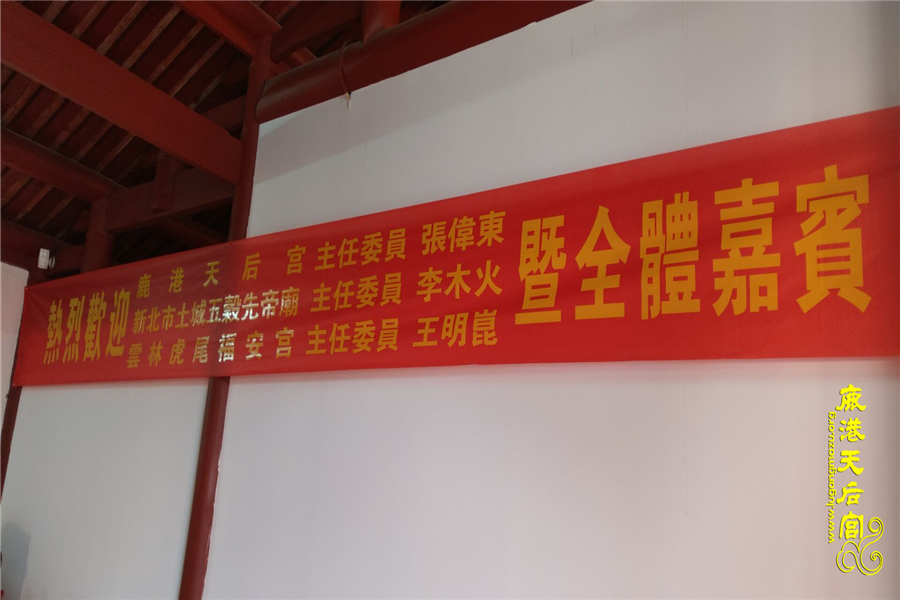 熱烈歡迎
鹿港天后宮 主任委員 張偉東
新北市土城五穀先帝廟 主任委員 李木火
雲林虎尾福安宮 主任委員 王明崑
暨全體嘉賓
鹿港天后宮